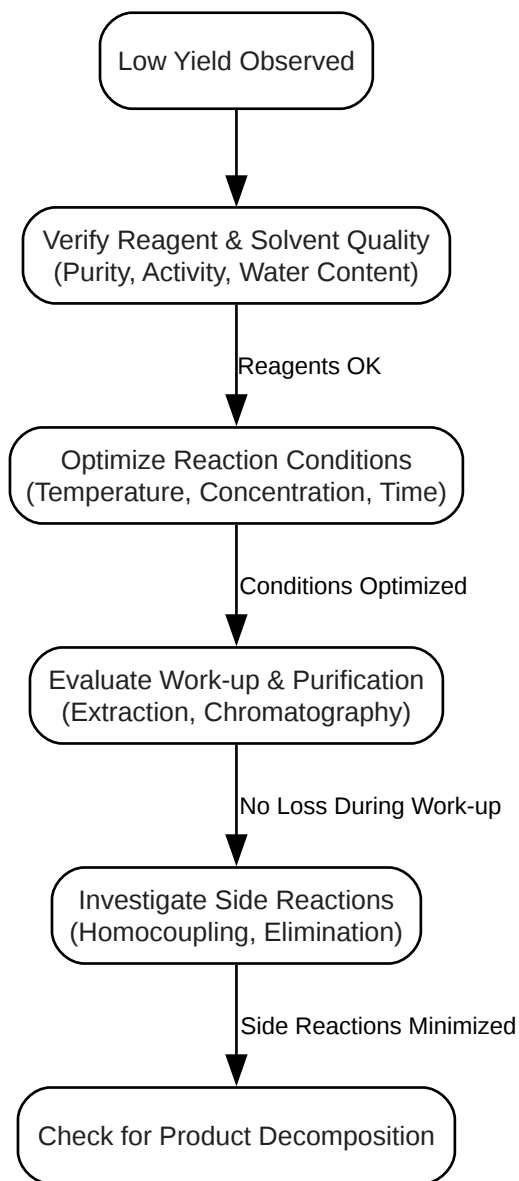 Low Yield Observed
Verify Reagent & Solvent Quality
(Purity, Activity, Water Content)
Reagents OK
Optimize Reaction Conditions
(Temperature, Concentration, Time)
Conditions Optimized
Evaluate Work-up & Purification
(Extraction, Chromatography)
No Loss During Work-up
Investigate Side Reactions
(Homocoupling, Elimination)
Side Reactions Minimized
Check for Product Decomposition